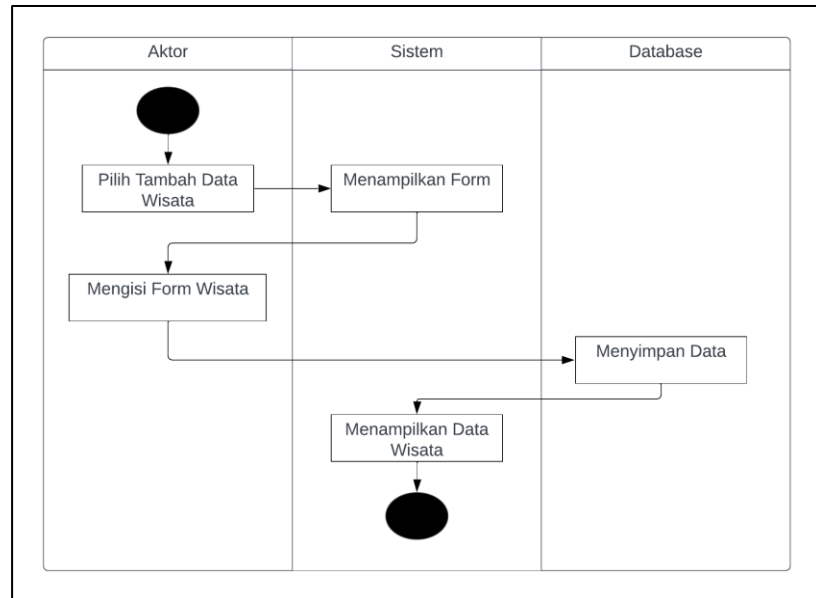 Aktor
Sistem
Database
Pilih Tambah Data
Wisata
Menampilkan Form
Mengisi Form Wisata
Menyimpan Data
Menampilkan Data
Wisata